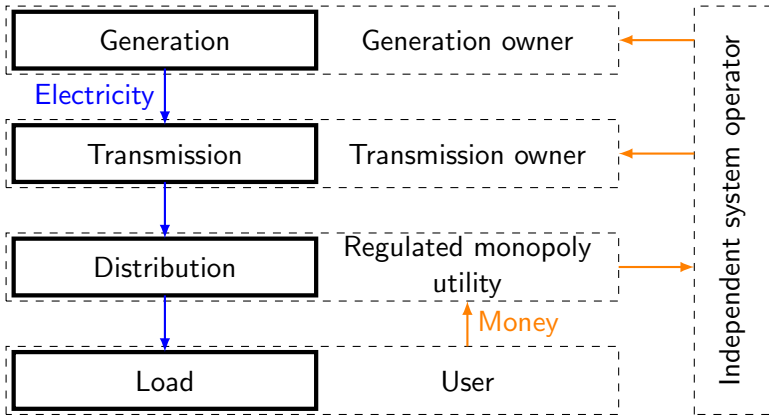 Generation
Generation owner
Electricity
Transmission
Transmission owner
Distribution
Regulated monopoly
utility
Money
Load
User
Independent system operator